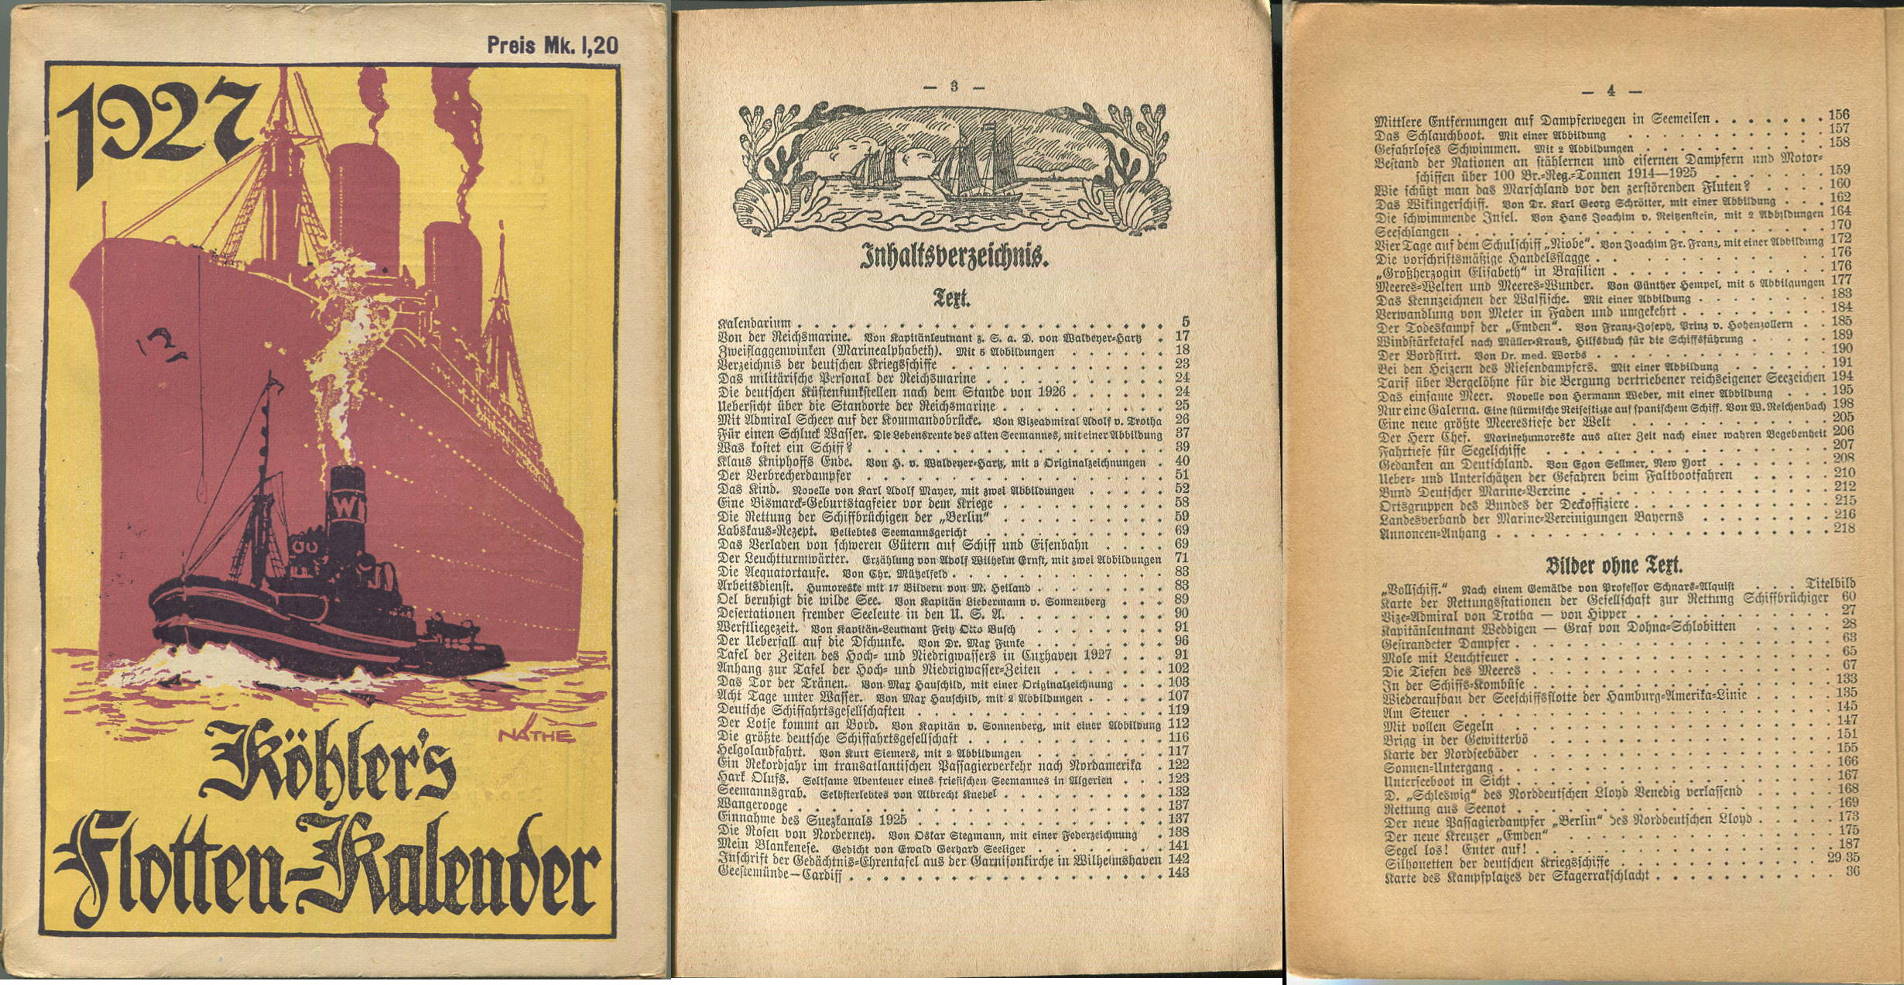 Preis Mk. 1,20
1927
W
NATHE
Köhler's
Flotten-Kalender
— 3 —
Inhaltsverzeichnis.
Text.
Kalendarium 5
Von der Reichsmarine. Von Kapitänleutnant z. S. a. D. von Waldeyer-Hartz 17
Zweiflaggenwinken (Marinealphabeth). Mit 5 Abbildungen 18
Verzeichnis der deutschen Kriegsschiffe 23
Das militärische Personal der Reichsmarine 24
Die deutschen Küstenfunkstellen nach dem Stande von 1926 24
Uebersicht über die Standorte der Reichsmarine 25
Mit Admiral Scheer auf der Kommandobrücke. Von Vizeadmiral Adolf v. Trotha 26
Für einen Schluck Wasser. Die Lebensrente des alten Seemannes, mit einer Abbildung 37
Was kostet ein Schiff? 39
Klaus Kniphoffs Ende. Von H. v. Waldeyer-Hartz, mit 3 Originalzeichnungen 40
Der Verbrecherdampfer 51
Das Kind. Novelle von Karl Adolf Mayer, mit zwei Abbildungen 52
Eine Bismarck-Geburtstagfeier vor dem Kriege 58
Die Rettung der Schiffbrüchigen der „Berlin“ 59
Labskaus-Rezept. Beliebtes Seemannsgericht 69
Das Verladen von schweren Gütern auf Schiff und Eisenbahn 69
Der Leuchtturmwärter. Erzählung von Adolf Wilhelm Ernst, mit zwei Abbildungen 71
Die Aequatortaufe. Von Chr. Mützelfeld 83
Arbeitsdienst. Humoreske mit 17 Bildern von M. Heiland 83
Oel beruhigt die wilde See. Von Kapitän Liedermann v. Sonnenberg 89
Desertationen fremder Seeleute in den U. S. A. 90
Werftliegezeit. Von Kapitän-Leutnant Fritz Otto Busch 91
Der Ueberfall auf die Dschunke. Von Dr. Max Funke 96
Tafel der Zeiten des Hoch- und Niedrigwassers in Cuxhaven 1927 91
Anhang zur Tafel der Hoch- und Niedrigwasser-Zeiten 102
Das Tor der Tränen. Von Max Hauschild, mit einer Originalzeichnung 103
Acht Tage unter Wasser. Von Max Hauschild, mit 2 Abbildungen 107
Deutsche Schiffahrtsgesellschaften 119
Der Lotse kommt an Bord. Von Kapitän v. Sonnenberg, mit einer Abbildung 112
Die größte deutsche Schiffahrtsgesellschaft 116
Helgolandfahrt. Von Kurt Siemers, mit 2 Abbildungen 117
Ein Rekordjahr im transatlantischen Passagierverkehr nach Nordamerika 122
Hark Olufs. Seltsame Abenteuer eines friesischen Seemannes in Algerien 123
Seemannsgrab. Selbsterlebtes von Albrecht Knebel 132
Wangerooge 137
Einnahme des Suezkanals 1925 137
Die Rosen von Norderney. Von Oskar Stegmann, mit einer Federzeichnung 138
Mein Blankenese. Gedicht von Ewald Gerhard Seeliger 141
Inschrift der Gedächtnis-Ehrentafel aus der Garnisonkirche in Wilhelmshaven 142
Geestemünde—Cardiff 143
— 4 —
Mittlere Entfernungen auf Dampferwegen in Seemeilen 156
Das Schlauchboot. Mit einer Abbildung 157
Gefahrloses Schwimmen. Mit 2 Abbildungen 158
Bestand der Nationen an stählernen und eisernen Dampfern und Motor-
schiffen über 100 Br.-Reg.-Tonnen 1914—1925 159
Wie schützt man das Marschland vor den zerstörenden Fluten? 160
Das Wikingerschiff. Von Dr. Karl Georg Schrötter, mit einer Abbildung 162
Die schwimmende Insel. Von Hans Joachim v. Reitzenstein, mit 2 Abbildungen 164
Seeschlangen 170
Vier Tage auf dem Schulschiff „Niobe“. Von Joachim Fr. Franz, mit einer Abbildung 172
Die vorschriftsmäßige Handelsflagge 176
„Großherzogin Elisabeth“ in Brasilien 176
Meeres-Welten und Meeres-Wunder. Von Günther Hempel, mit 5 Abbildungen 177
Das Kennzeichnen der Walfische. Mit einer Abbildung 183
Verwandlung von Meter in Faden und umgekehrt 184
Der Todeskampf der „Emden“. Von Franz-Joseph, Prinz v. Hohenzollern 185
Windstärketafel nach Müller-Krauß, Hilfsbuch für die Schiffsführung 189
Der Bordflirt. Von Dr. med. Worbs 190
Bei den Heizern des Riesendampfers. Mit einer Abbildung 191
Tarif über Bergelöhne für die Bergung vertriebener reichseigener Seezeichen 194
Das einsame Meer. Novelle von Hermann Weber, mit einer Abbildung 195
Nur eine Galerna. Eine stürmische Reiseskizze auf spanischem Schiff. Von W. Reichenbach 198
Eine neue größte Meerestiefe der Welt 205
Der Herr Chef. Marinehumoreske aus alter Zeit nach einer wahren Begebenheit 206
Fahrtiefe für Segelschiffe 207
Gedanken an Deutschland. Von Egon Sellmer, New York 208
Ueber- und Unterschätzen der Gefahren beim Faltbootfahren 210
Bund Deutscher Marine-Vereine 212
Ortsgruppen des Bundes der Deckoffiziere 215
Landesverband der Marine-Vereinigungen Bayerns 216
Annoncen-Anhang 218
Bilder ohne Text.
„Vollschiff.“ Nach einem Gemälde von Professor Schnars-Alquist Titelbild
Karte der Rettungsstationen der Gesellschaft zur Rettung Schiffbrüchiger 60
Vize-Admiral von Trotha — von Hipper 27
Kapitänleutnant Weddigen — Graf von Dohna-Schlobitten 28
Gestrandeter Dampfer 63
Mole mit Leuchtfeuer 65
Die Tiefen des Meeres 67
In der Schiffs-Kombüse 133
Wiederaufbau der Seeschiffsflotte der Hamburg-Amerika-Linie 135
Am Steuer 145
Mit vollen Segeln 147
Brigg in der Gewitterbö 151
Karte der Nordseebäder 155
Sonnen-Untergang 166
Unterseeboot in Sicht 167
D. „Schleswig“ des Norddeutschen Lloyd Venedig verlassend 168
Rettung aus Seenot 169
Der neue Passagierdampfer „Berlin“ des Norddeutschen Lloyd 173
Der neue Kreuzer „Emden“ 175
Segel los! Enter auf! 187
Silhouetten der deutschen Kriegsschiffe 29 35
Karte des Kampfplatzes der Skagerrakschlacht 36